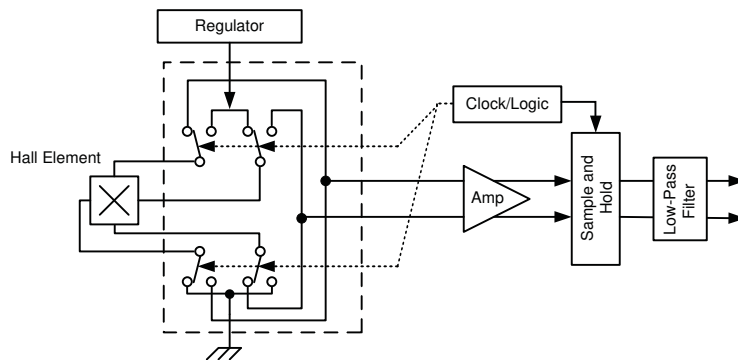 Regulator
Clock/Logic
Hall Element
Amp
Sample and
Hold
Low-Pass
Filter